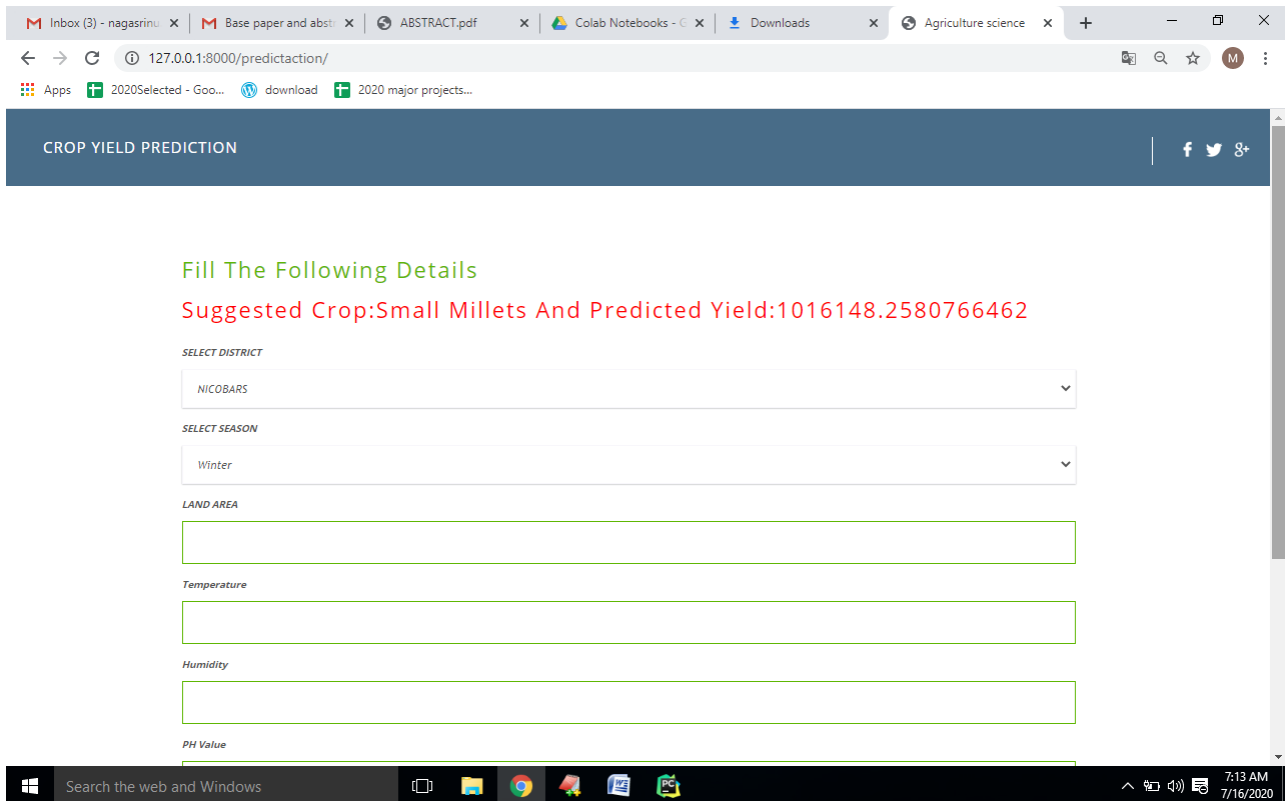 Inbox (3) - nagasrinu
Base paper and abst
ABSTRACT.pdf
Colab Notebooks - G
Downloads
Agriculture science
127.0.0.1:8000/predictaction/
M
Apps
2020Selected - Goo...
download
2020 major projects...
CROP YIELD PREDICTION
Fill The Following Details
Suggested Crop:Small Millets And Predicted Yield:1016148.2580766462
SELECT DISTRICT
NICOBARS
SELECT SEASON
Winter
LAND AREA
Temperature
Humidity
PH Value
Search the web and Windows
7:13 AM
7/16/2020